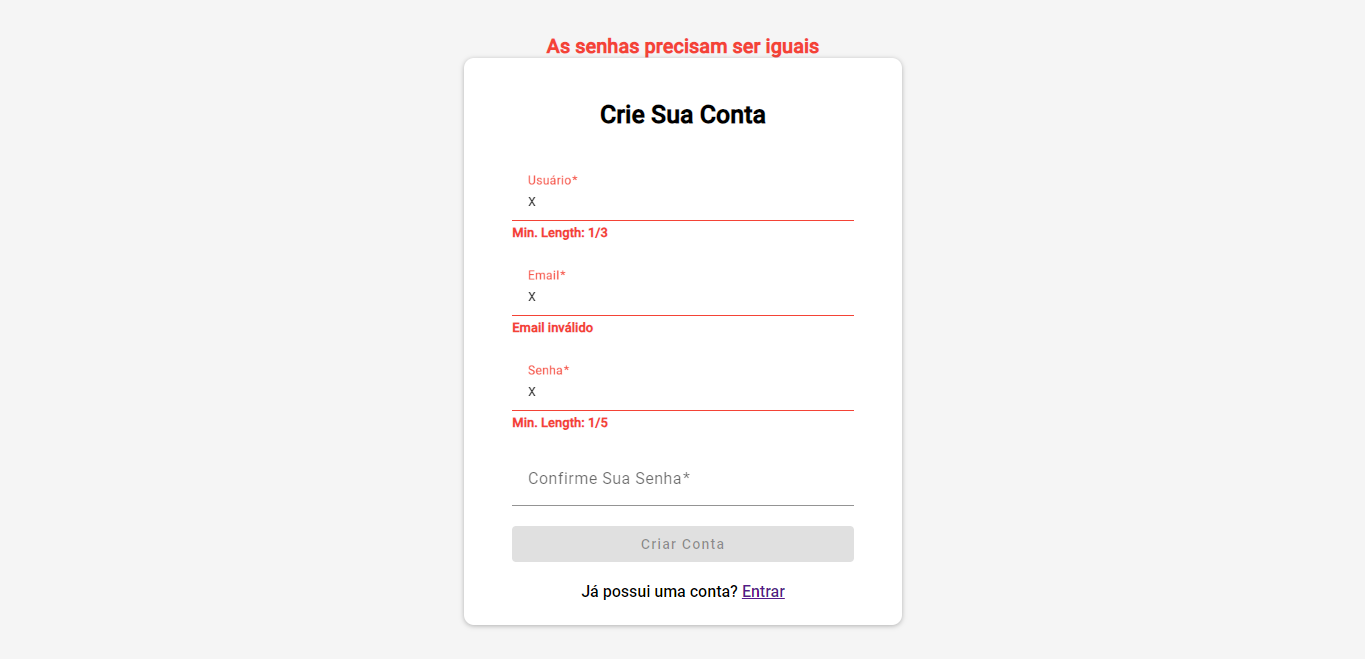 As senhas precisam ser iguais
Crie Sua Conta
Usuário*
X
Min. Length: 1/3
Email*
X
Email inválido
Senha*
X
Min. Length: 1/5
Confirme Sua Senha*
Criar Conta
Já possui uma conta? Entrar